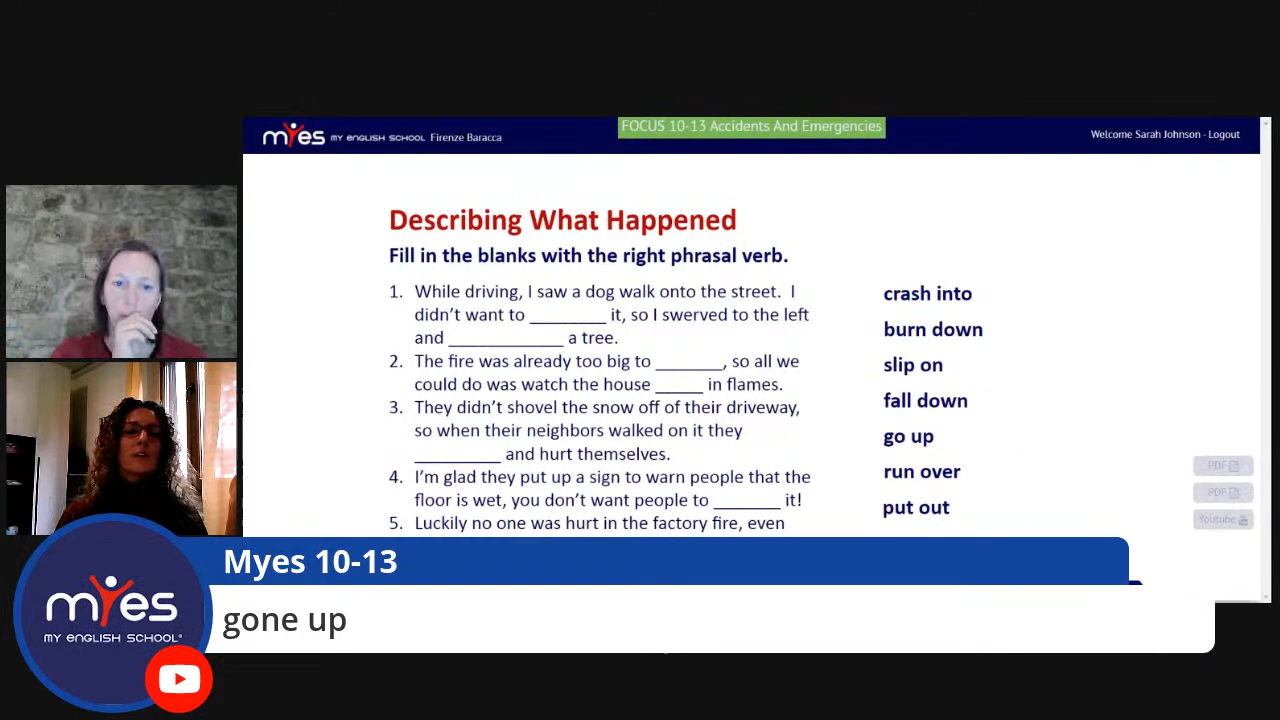 myes MY ENGLISH SCHOOL Firenze Baracca
FOCUS 10-13 Accidents And Emergencies
Welcome Sarah Johnson - Logout
Describing What Happened
Fill in the blanks with the right phrasal verb.
1. While driving, I saw a dog walk onto the street. I
didn't want to _________ it, so I swerved to the left
and _____________ a tree.
2. The fire was already too big to _______, so all we
could do was watch the house _____ in flames.
3. They didn't shovel the snow off of their driveway,
so when their neighbors walked on it they
_________ and hurt themselves.
4. I'm glad they put up a sign to warn people that the
floor is wet, you don't want people to _______ it!
5. Luckily no one was hurt in the factory fire, even
crash into
burn down
slip on
fall down
go up
run over
put out
PDF
PDF
Youtube
Myes 10-13
gone up
myes
MY ENGLISH SCHOOL®